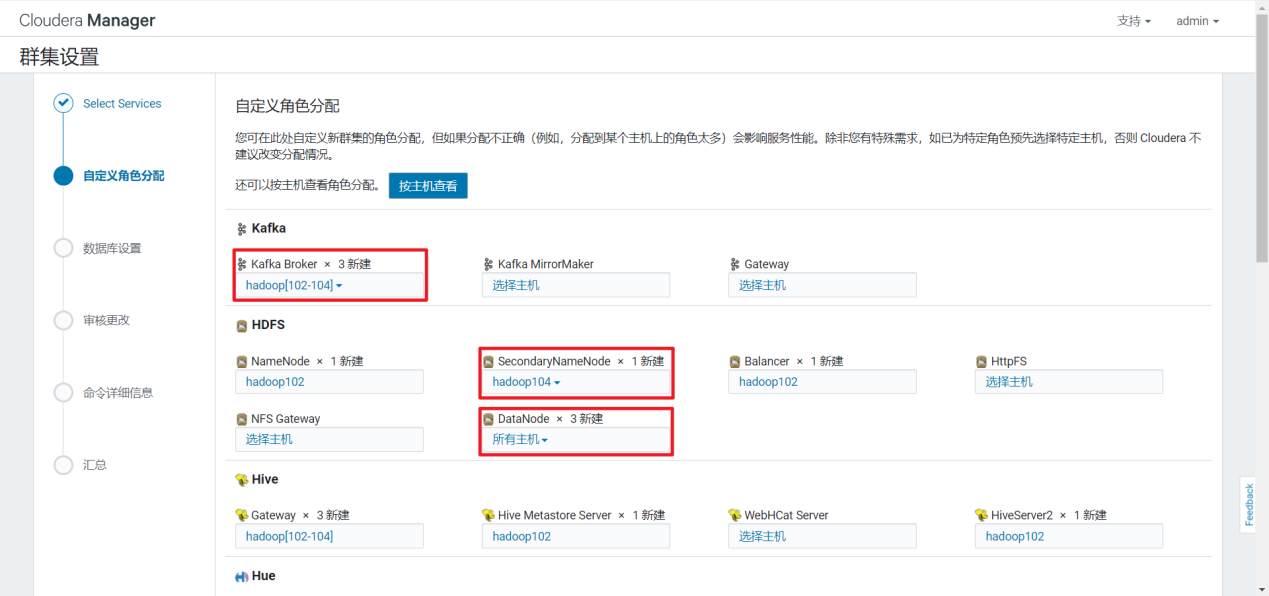 Cloudera Manager 支持 admin
群集设置
Select Services
自定义角色分配
数据库设置
审核更改
命令详细信息
汇总
自定义角色分配
您可在此处自定义新群集的角色分配，但如果分配不正确（例如，分配到某个主机上的角色太多）会影响服务性能。除非您有特殊需求，如已为特定角色预先选择特定主机，否则 Cloudera 不
建议改变分配情况。
还可以按主机查看角色分配。 按主机查看
Kafka
Kafka Broker × 3 新建 Kafka MirrorMaker Gateway
hadoop[102-104] 选择主机 选择主机
HDFS
NameNode × 1 新建 SecondaryNameNode × 1 新建 Balancer × 1 新建 HttpFS
hadoop102 hadoop104 hadoop102 选择主机
NFS Gateway DataNode × 3 新建
选择主机 所有主机
Hive
Gateway × 3 新建 Hive Metastore Server × 1 新建 WebHCat Server HiveServer2 × 1 新建
hadoop[102-104] hadoop102 选择主机 hadoop102
Hue
Feedback